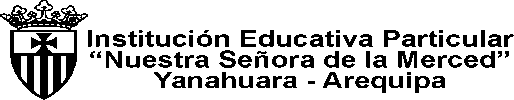 Institución Educativa Particular
“Nuestra Señora de la Merced”
Yanahuara - Arequipa